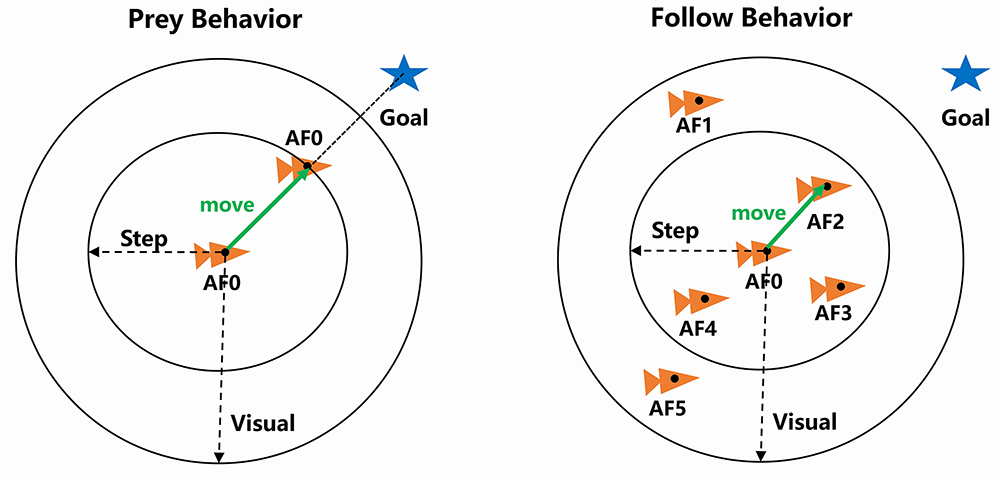 Prey Behavior
Goal
AF0
move
Step
AF0
Visual
Follow Behavior
Goal
AF1
move
AF2
Step
AF0
AF3
AF4
AF5
Visual